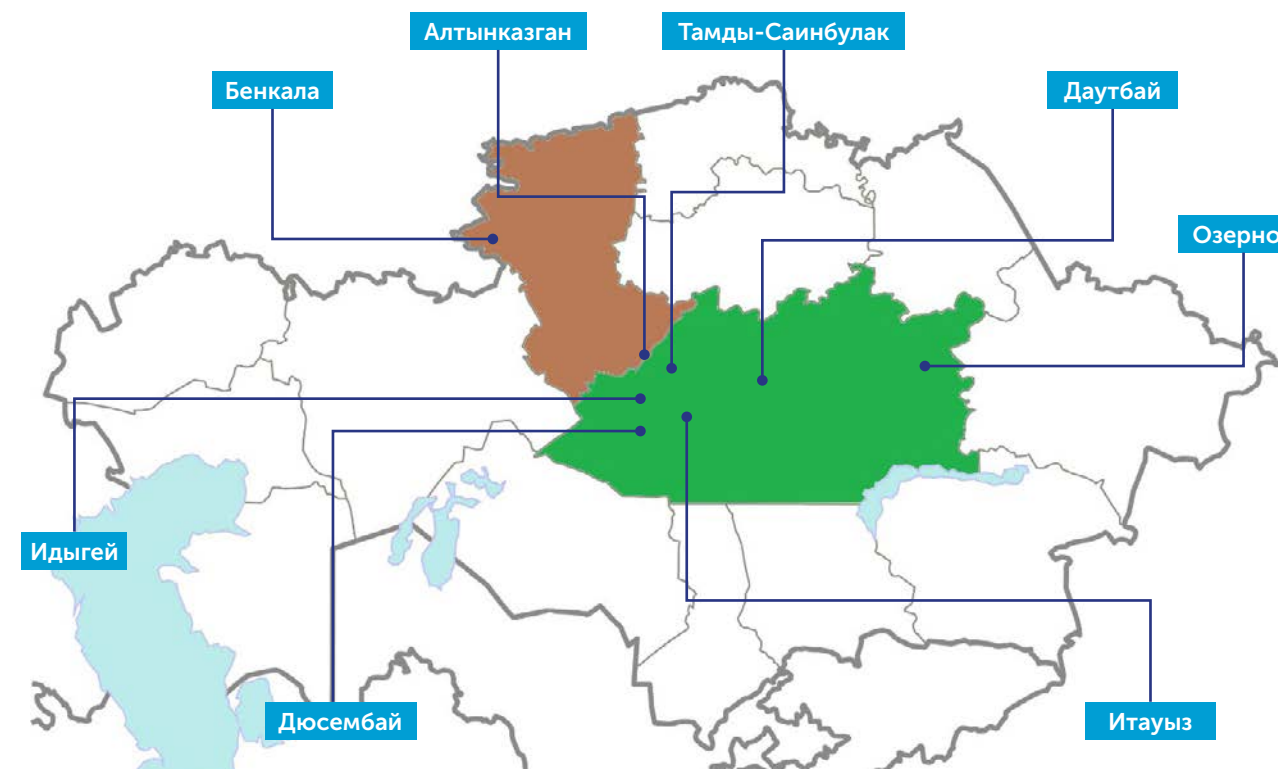 Алтынказган
Тамды-Саинбулак
Бенкала
Даутбай
Озерно
Идыгей
Дюсембай
Итауыз